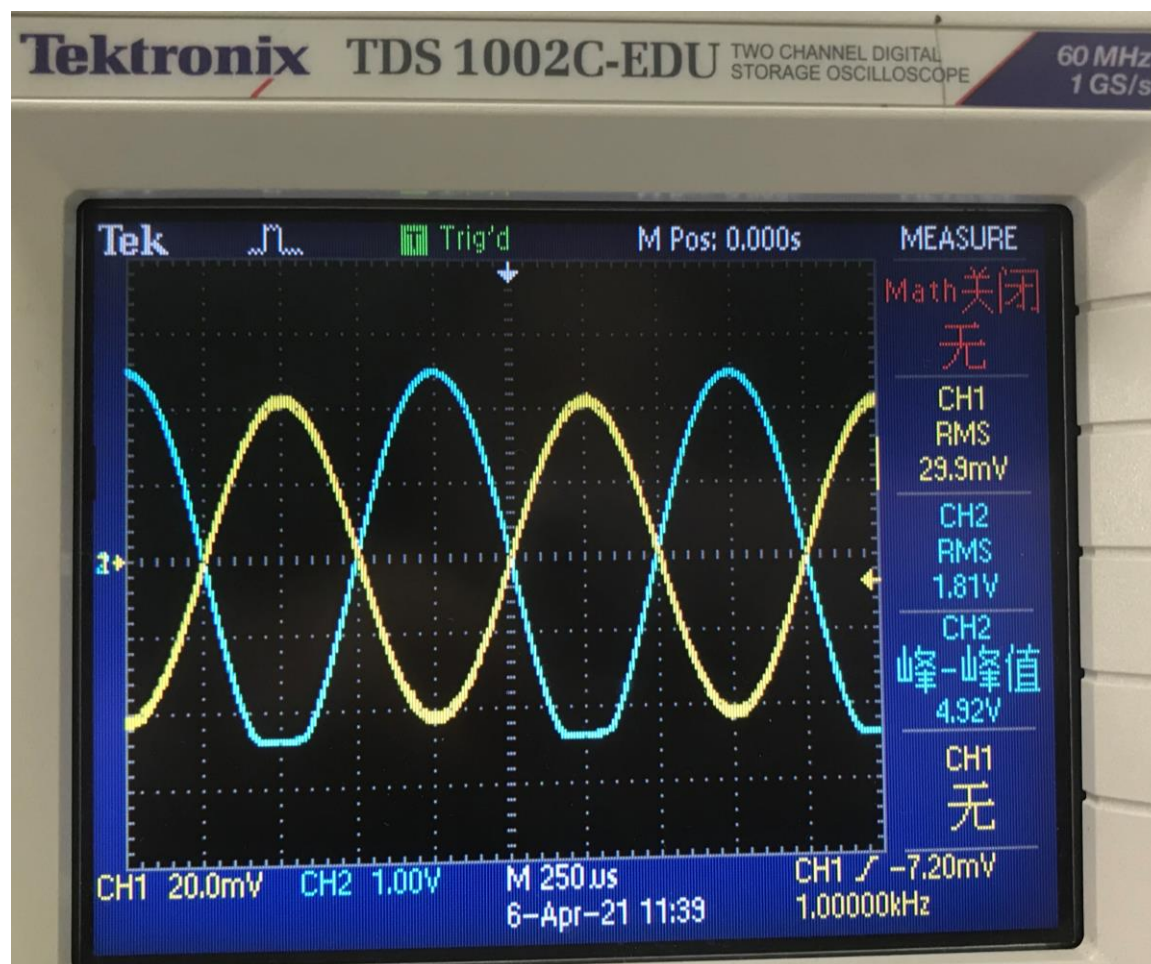 Tektronix TDS 1002C-EDU TWO CHANNEL DIGITAL
STORAGE OSCILLOSCOPE
60 MHz
1 GS/s
Tek T Trig'd M Pos: 0.000s MEASURE
Math关闭
无
CH1
RMS
29.9mV
CH2
RMS
1.81V
CH2
峰-峰值
4.92V
CH1
无
2
CH1 20.0mV CH2 1.00V M 250µs CH1 -7.20mV
6-Apr-21 11:39 1.00000kHz